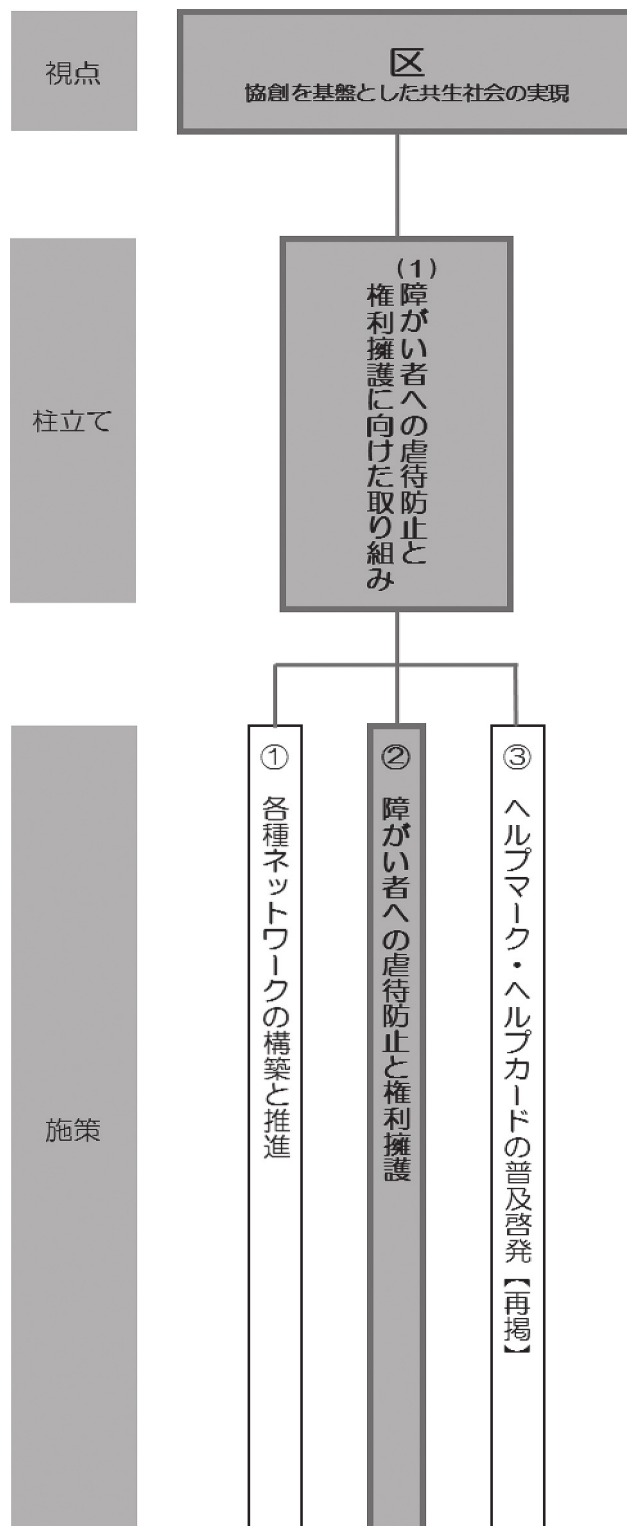 視点
区
協創を基盤とした共生社会の実現
柱立て
(1)
障がい者への虐待防止と
権利擁護に向けた取り組み
施策
① 各種ネットワークの構築と推進
② 障がい者への虐待防止と権利擁護
③ ヘルプマーク・ヘルプカードの普及啓発【再掲】